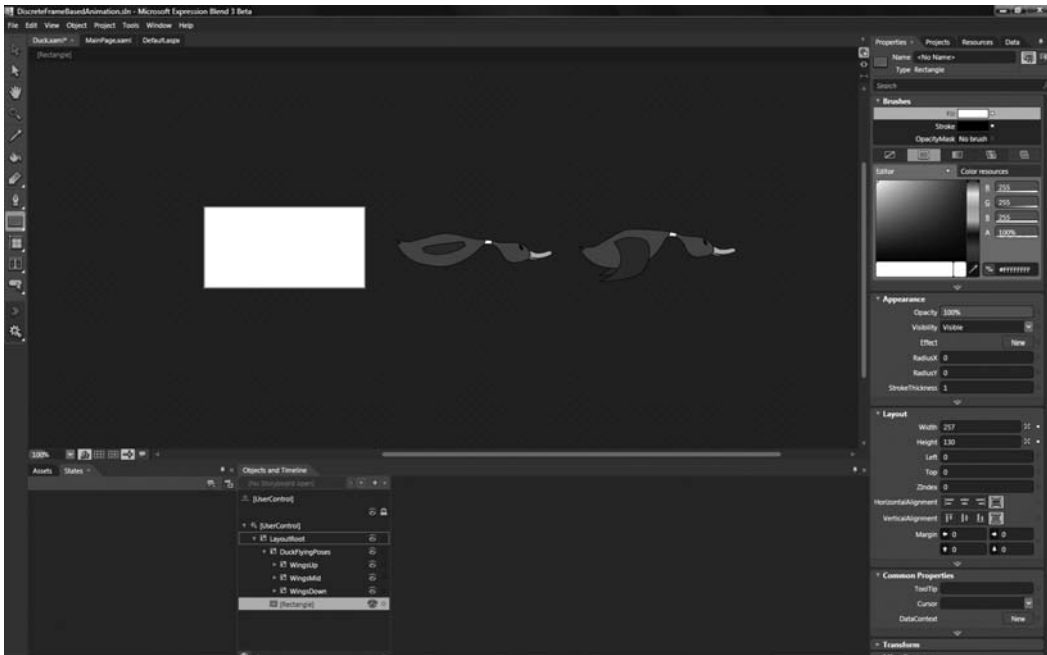 DiscreteFrameBasedAnimation.sln - Microsoft Expression Blend 3 Beta
File Edit View Object Project Tools Window Help
Duck.xaml* MainPage.xaml Default.aspx
[Rectangle]
Properties Projects Resources Data
Name <No Name>
Type Rectangle
Search
Brushes
Fill
Stroke
OpacityMask No brush
Editor Color resources
R 255
G 255
B 255
A 100%
#FFFFFFFF
Appearance
Opacity 100%
Visibility Visible
Effect New
RadiusX 0
RadiusY 0
StrokeThickness 1
Layout
Width 257
Height 130
Left 0
Top 0
ZIndex 0
HorizontalAlignment
VerticalAlignment
Margin 0 0
0 0
Common Properties
ToolTip
Cursor
DataContext New
Transform
100%
Assets States
Objects and Timeline
(No Storyboard open)
[UserControl]
[UserControl]
LayoutRoot
DuckFlyingPoses
WingsUp
WingsMid
WingsDown
[Rectangle]